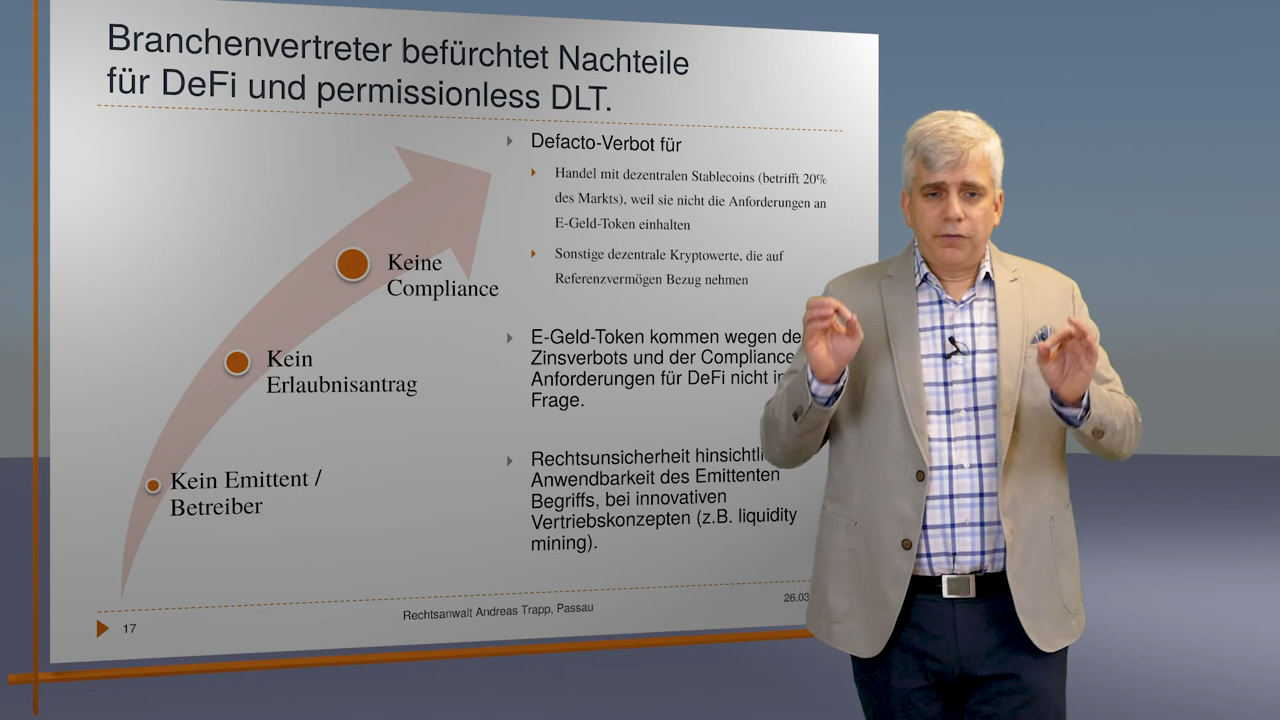 Branchenvertreter befürchtet Nachteile
für DeFi und permissionless DLT.
Keine
Compliance
Kein
Erlaubnisantrag
Kein Emittent /
Betreiber
Defacto-Verbot für
Handel mit dezentralen Stablecoins (betrifft 20%
des Markts), weil sie nicht die Anforderungen an
E-Geld-Token einhalten
Sonstige dezentrale Kryptowerte, die auf
Referenzvermögen Bezug nehmen
E-Geld-Token kommen wegen
Zinsverbots und der Compliance
Anforderungen für DeFi nicht
Frage.
Rechtsunsicherheit
Anwendbarkeit des Emittenten
Begriffs, bei innovativen
Vertriebskonzepten (z.B. liquidity
mining).
17
Rechtsanwalt Andreas Trapp, Passau
26.03